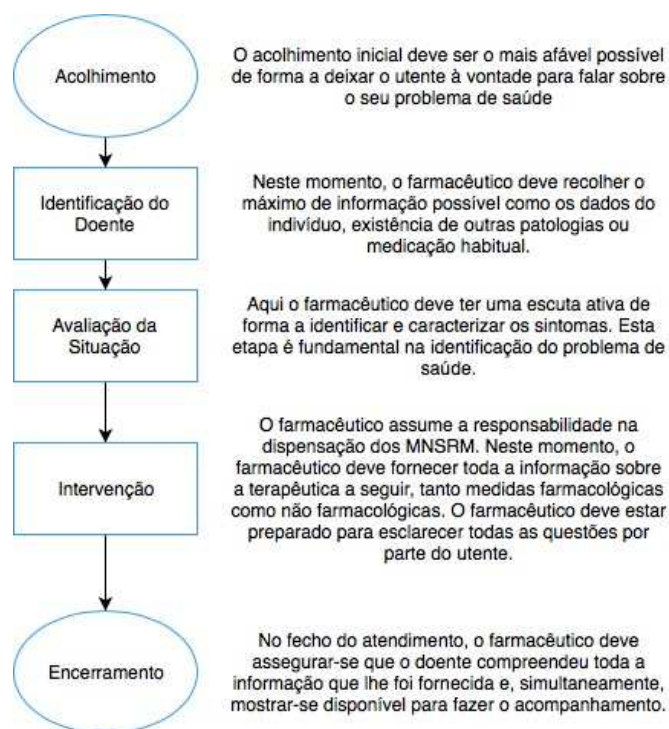 Acolhimento
O acolhimento inicial deve ser o mais afável possível
de forma a deixar o utente à vontade para falar sobre
o seu problema de saúde
Identificação do
Doente
Neste momento, o farmacêutico deve recolher o
máximo de informação possível como os dados do
indivíduo, existência de outras patologias ou
medicação habitual.
Avaliação da
Situação
Aqui o farmacêutico deve ter uma escuta ativa de
forma a identificar e caracterizar os sintomas. Esta
etapa é fundamental na identificação do problema de
saúde.
Intervenção
O farmacêutico assume a responsabilidade na
dispensação dos MNSRM. Neste momento, o
farmacêutico deve fornecer toda a informação sobre
a terapêutica a seguir, tanto medidas farmacológicas
como não farmacológicas. O farmacêutico deve estar
preparado para esclarecer todas as questões por
parte do utente.
Encerramento
No fecho do atendimento, o farmacêutico deve
assegurar-se que o doente compreendeu toda a
informação que lhe foi fornecida e, simultaneamente,
mostrar-se disponível para fazer o acompanhamento.